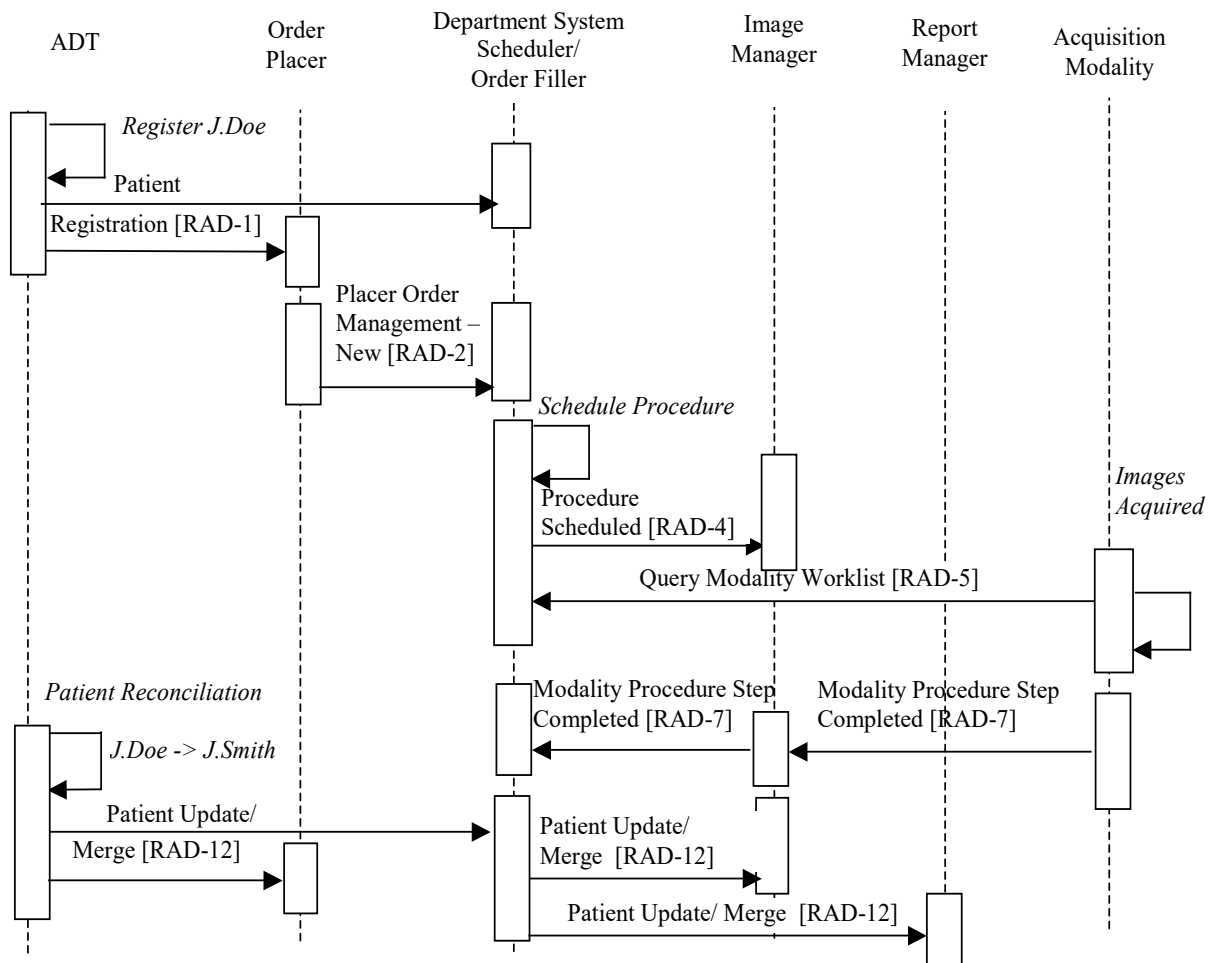 ADT
Order
Placer
Department System
Scheduler/
Order Filler
Image
Manager
Report
Manager
Acquisition
Modality
Register J.Doe
Patient
Registration [RAD-1]
Placer Order
Management –
New [RAD-2]
Schedule Procedure
Procedure
Scheduled [RAD-4]
Images
Acquired
Query Modality Worklist [RAD-5]
Modality Procedure Step
Completed [RAD-7]
Modality Procedure Step
Completed [RAD-7]
Patient Reconciliation
J.Doe -> J.Smith
Patient Update/
Merge [RAD-12]
Patient Update/
Merge [RAD-12]
Patient Update/ Merge [RAD-12]